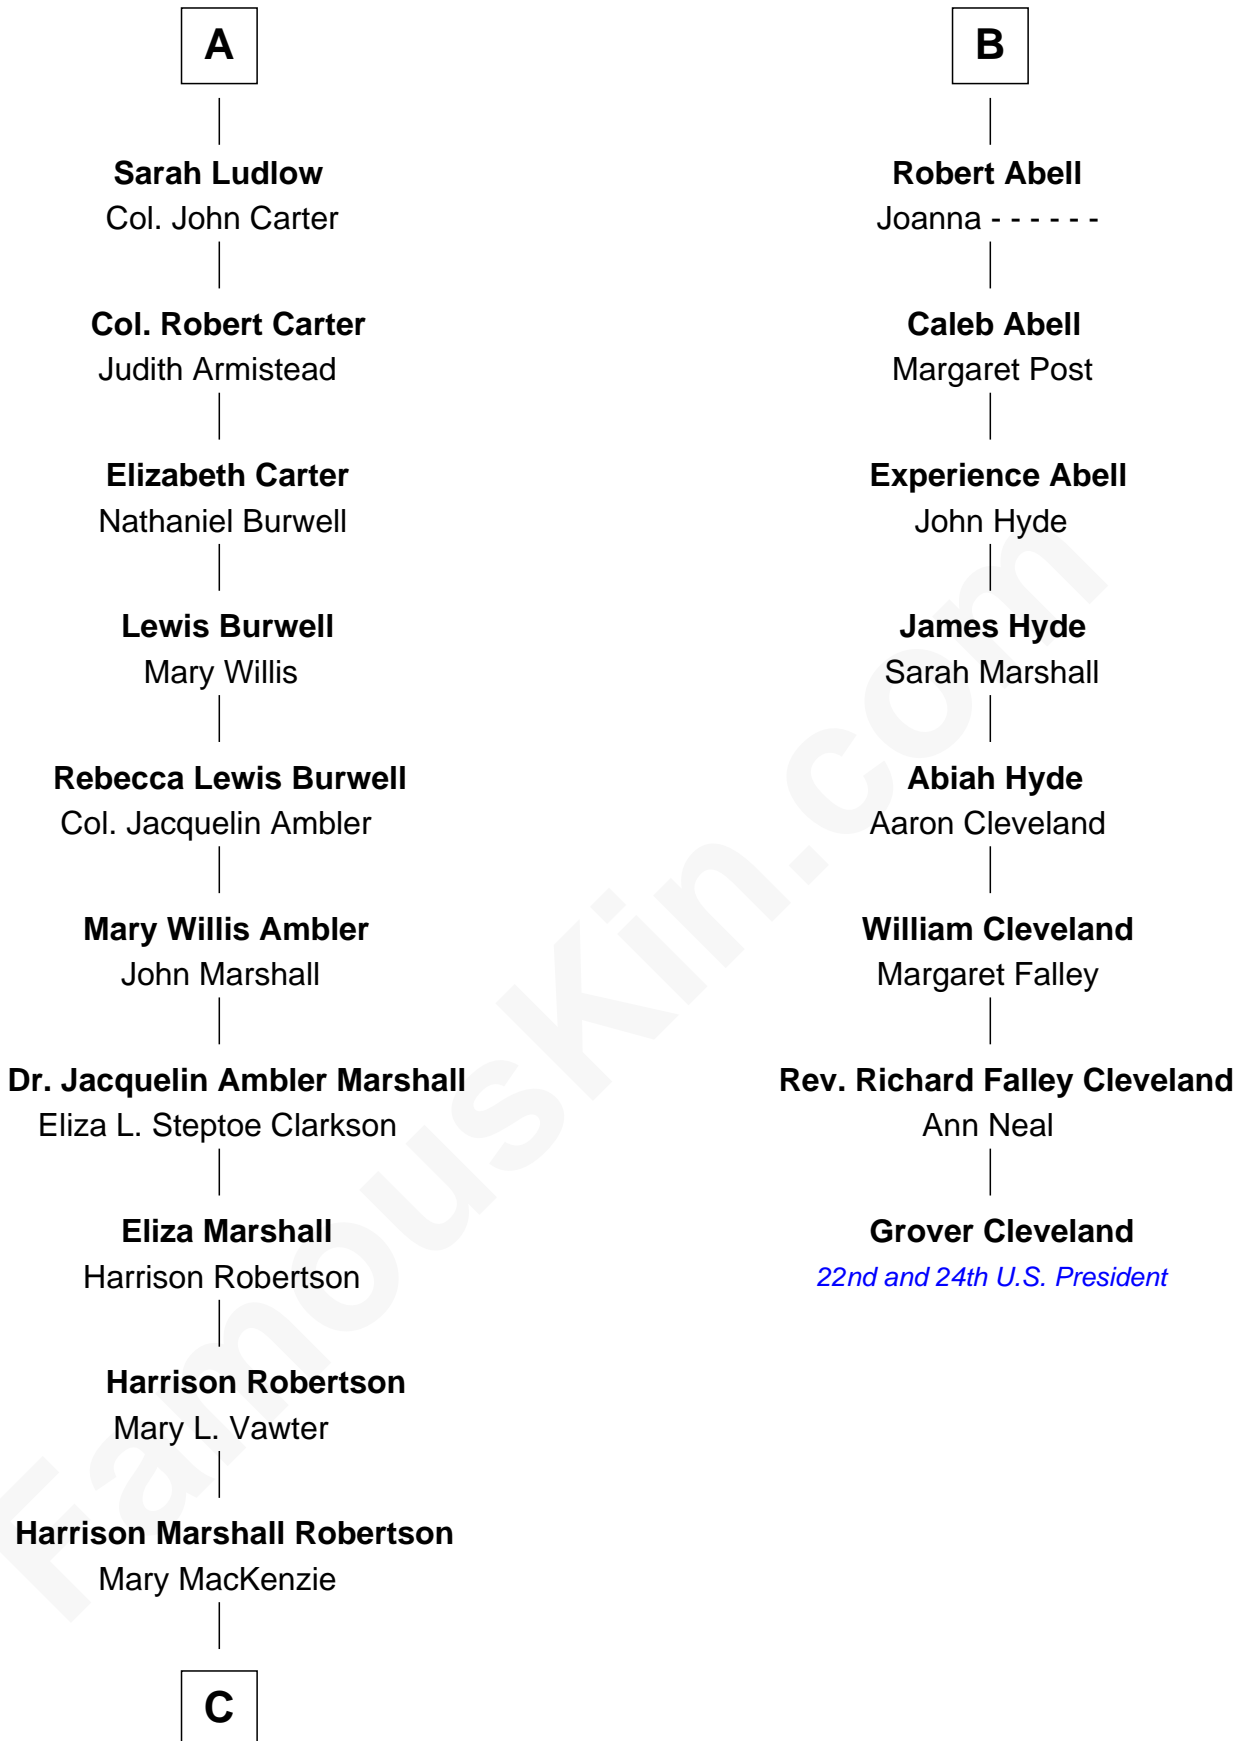 A
Sarah Ludlow
Col. John Carter
Col. Robert Carter
Judith Armistead
Elizabeth Carter
Nathaniel Burwell
Lewis Burwell
Mary Willis
Rebecca Lewis Burwell
Col. Jacquelin Ambler
Mary Willis Ambler
John Marshall
Dr. Jacquelin Ambler Marshall
Eliza L. Steptoe Clarkson
Eliza Marshall
Harrison Robertson
Harrison Robertson
Mary L. Vawter
Harrison Marshall Robertson
Mary MacKenzie
C
B
Robert Abell
Joanna - - - - - -
Caleb Abell
Margaret Post
Experience Abell
John Hyde
James Hyde
Sarah Marshall
Abiah Hyde
Aaron Cleveland
William Cleveland
Margaret Falley
Rev. Richard Falley Cleveland
Ann Neal
Grover Cleveland
22nd and 24th U.S. President
FamousKin.com